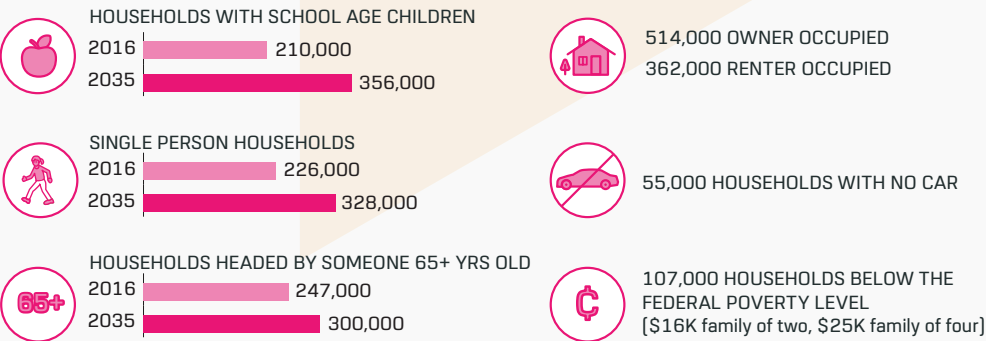 HOUSEHOLDS WITH SCHOOL AGE CHILDREN
2016 210,000
2035 356,000
SINGLE PERSON HOUSEHOLDS
2016 226,000
2035 328,000
HOUSEHOLDS HEADED BY SOMEONE 65+ YRS OLD
65+
2016 247,000
2035 300,000
514,000 OWNER OCCUPIED
362,000 RENTER OCCUPIED
55,000 HOUSEHOLDS WITH NO CAR
¢
107,000 HOUSEHOLDS BELOW THE
FEDERAL POVERTY LEVEL
($16K family of two, $25K family of four)